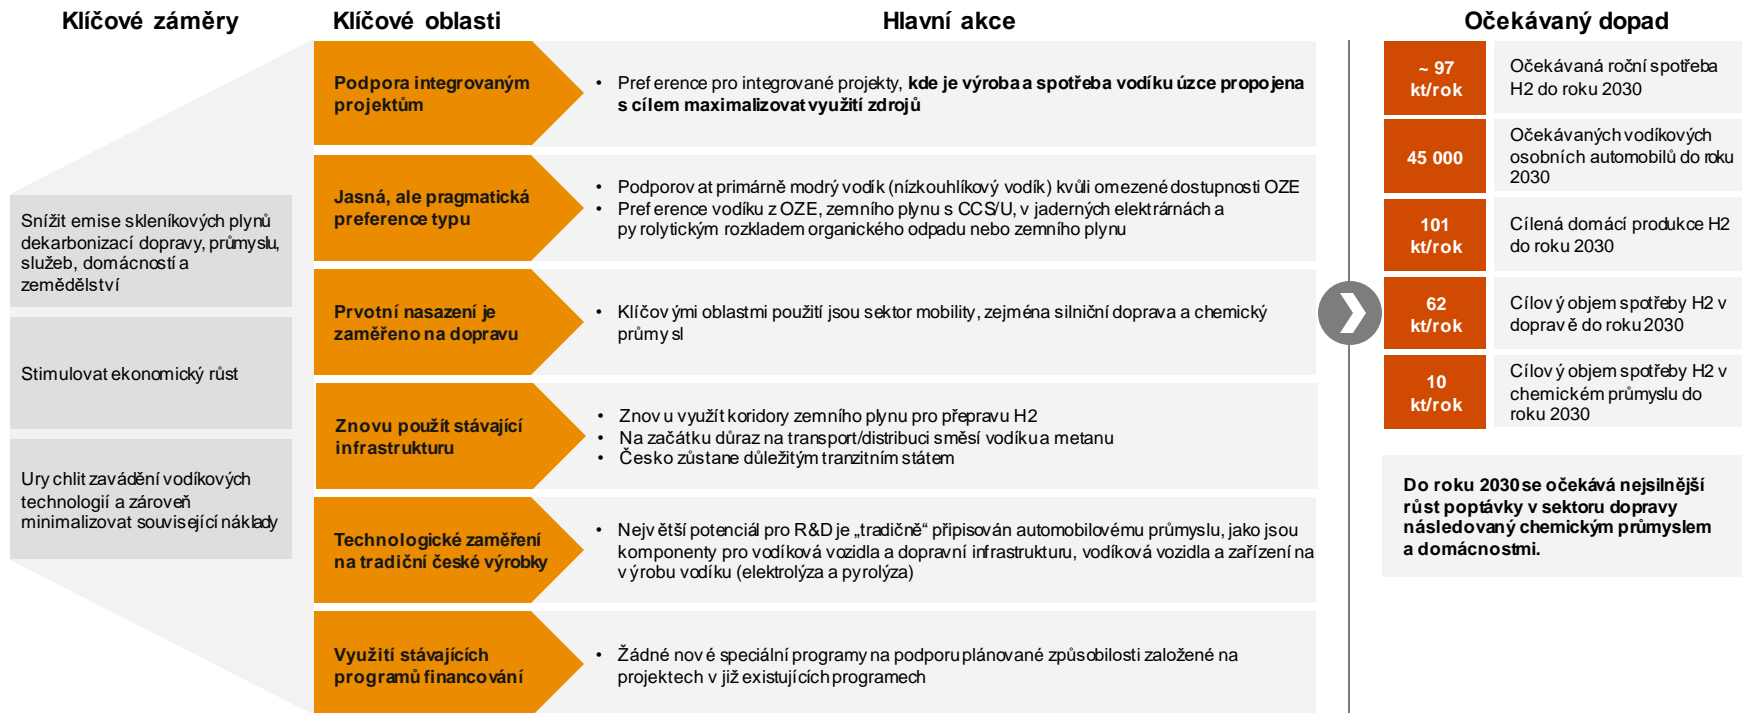 Klíčové záměry
Klíčové oblasti
Hlavní akce
Očekávaný dopad
Snížit emise skleníkových plynů
dekarbonizací dopravy, průmyslu,
služeb, domácností a
zemědělství
Stimulovat ekonomický růst
Urychlit zavádění vodíkových
technologií a zároveň
minimalizovat související náklady
Podpora integrovaným
projektům
• Preference pro integrované projekty, kde je výroba a spotřeba vodíku úzce propojena
s cílem maximalizovat využití zdrojů
Jasná, ale pragmatická
preference typu
• Podporovat primárně modrý vodík (nízkouhlíkový vodík) kvůli omezené dostupnosti OZE
• Preference vodíku z OZE, zemního plynu s CCS/U, v jaderných elektrárnách a
pyrolytickým rozkladem organického odpadu nebo zemního plynu
Prvotní nasazení je
zaměřeno na dopravu
• Klíčovými oblastmi použití jsou sektor mobility, zejména silniční doprava a chemický
průmysl
Znovu použít stávající
infrastrukturu
• Znovu využít koridory zemního plynu pro přepravu H2
• Na začátku důraz na transport/distribuci směsí vodíku a metanu
• Česko zůstane důležitým tranzitním státem
Technologické zaměření
na tradiční české výrobky
• Největší potenciál pro R&D je „tradičně“ připisován automobilovému průmyslu, jako jsou
komponenty pro vodíková vozidla a dopravní infrastrukturu, vodíková vozidla a zařízení na
výrobu vodíku (elektrolýza a pyrolýza)
Využití stávajících
programů financování
• Žádné nové speciální programy na podporu plánované způsobilosti založené na
projektech v již existujících programech
~ 97
kt/rok
Očekávaná roční spotřeba
H2 do roku 2030
45 000
Očekávaných vodíkových
osobních automobilů do roku
2030
101
kt/rok
Cílená domácí produkce H2
do roku 2030
62
kt/rok
Cílový objem spotřeby H2 v
dopravě do roku 2030
10
kt/rok
Cílový objem spotřeby H2 v
chemickém průmyslu do
roku 2030
Do roku 2030 se očekává nejsilnější
růst poptávky v sektoru dopravy
následovaný chemickým průmyslem
a domácnostmi.